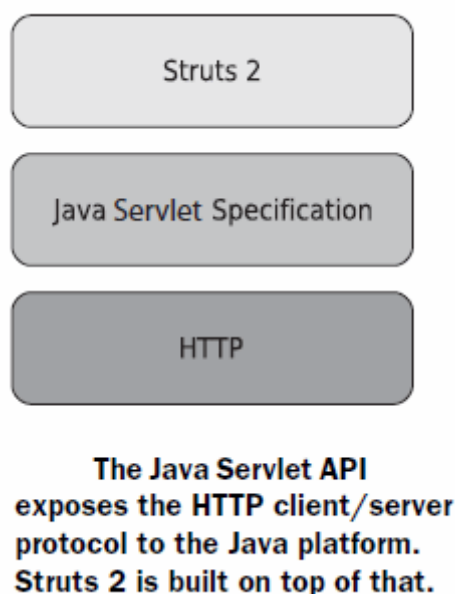 Struts 2
Java Servlet Specification
HTTP
The Java Servlet API
exposes the HTTP client/server
protocol to the Java platform.
Struts 2 is built on top of that.